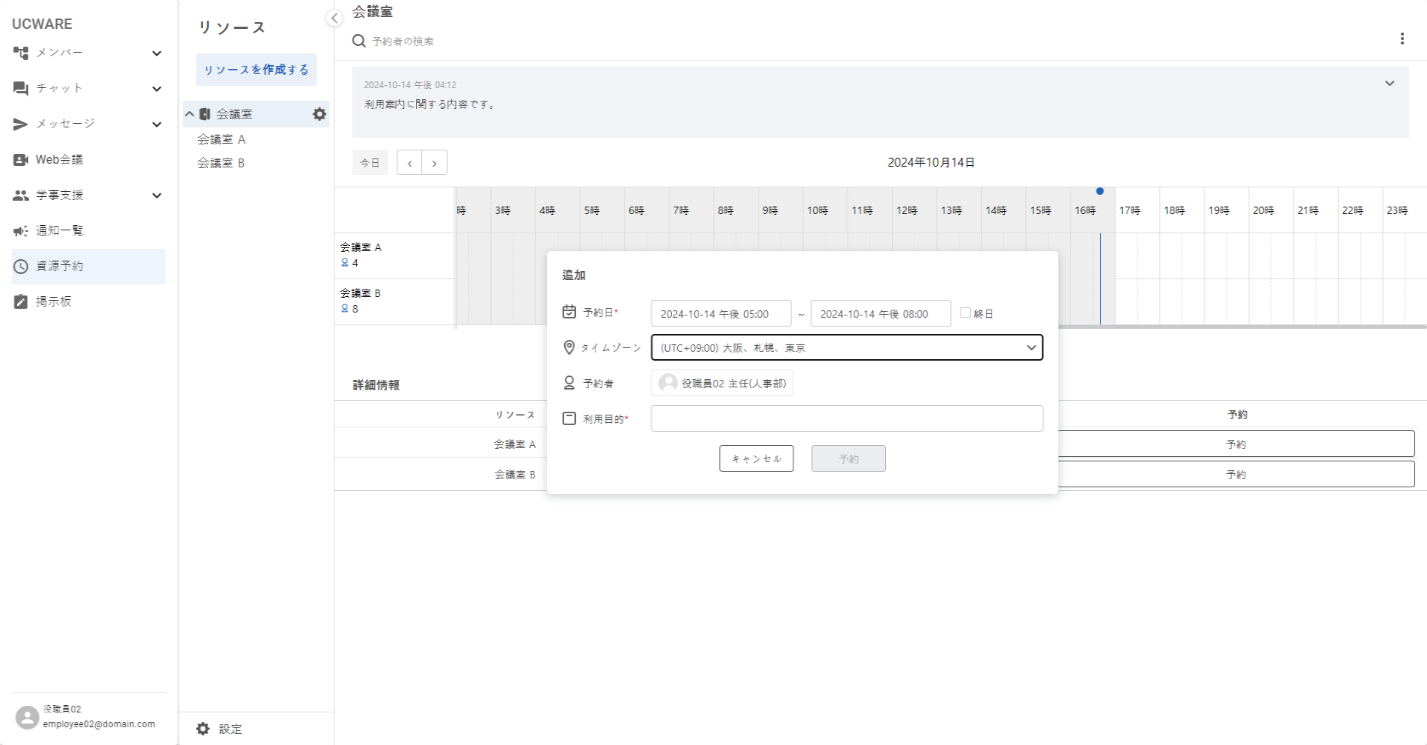 UCWARE
メンバー
チャット
メッセージ
Web会議
学事支援
通知一覧
資源予約
掲示板
役職員02
employee02@domain.com
リソース
リソースを作成する
会議室
会議室 A
会議室 B
設定
会議室
予約者の検索
2024-10-14 午後 04:12
利用案内に関する内容です。
今日
2024年10月14日
時 3時 4時 5時 6時 7時 8時 9時 10時 11時 12時 13時 14時 15時 16時 17時 18時 19時 20時 21時 22時 23時
会議室 A
4
会議室 B
8
追加
予約日* 2024-10-14 午後 05:00 ~ 2024-10-14 午後 08:00 終日
タイムゾーン (UTC+09:00) 大阪、札幌、東京
予約者 役職員02 主任(人事部)
利用目的*
キャンセル 予約
詳細情報
リソース 予約
会議室 A 予約
会議室 B 予約